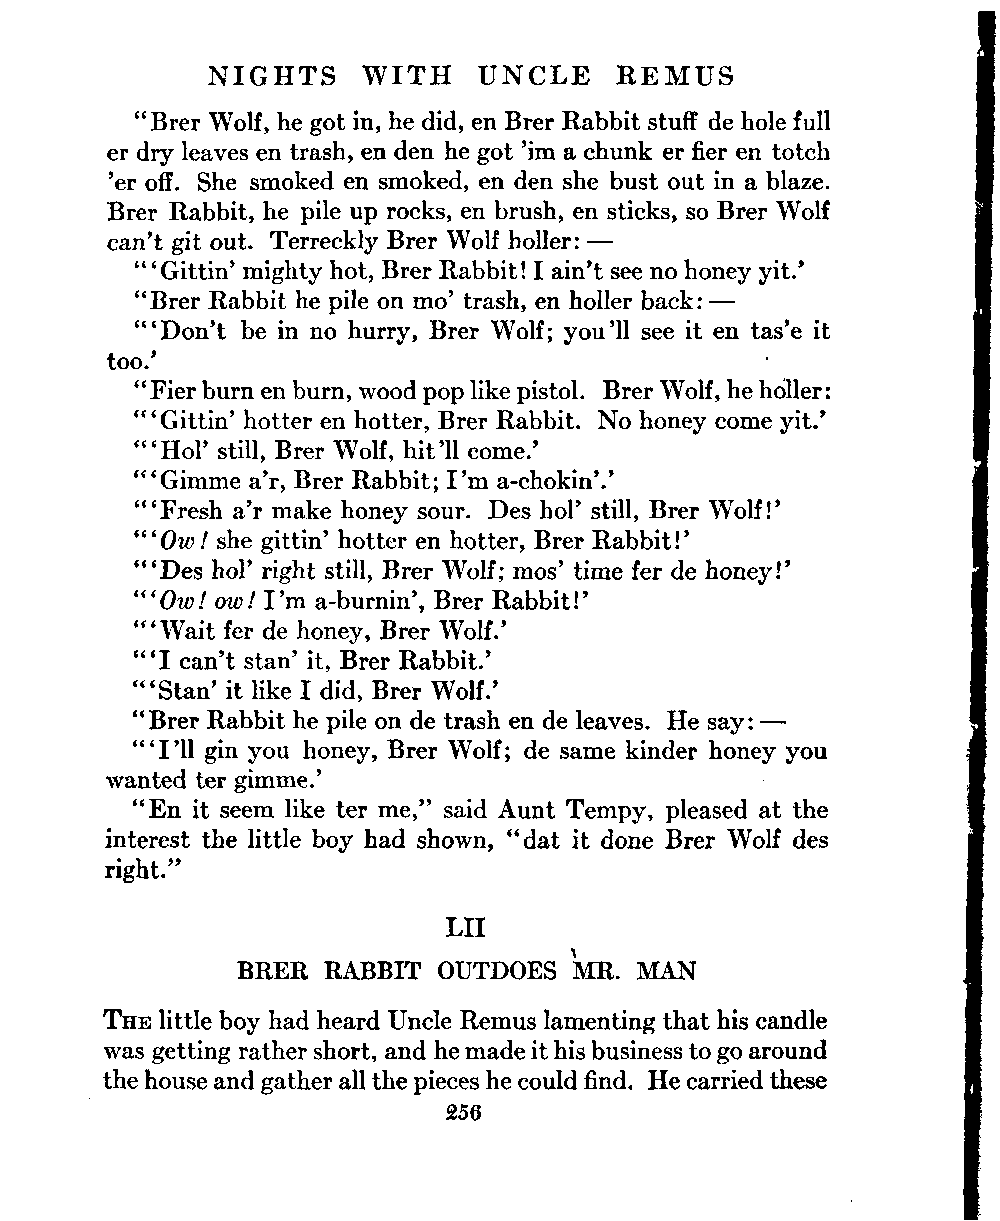 NIGHTS WITH UNCLE REMUS
“Brer Wolf, he got in, he did, en Brer Rabbit stuff de hole full
er dry leaves en trash, en den he got ’im a chunk er fier en totch
’er off. She smoked en smoked, en den she bust out in a blaze.
Brer Rabbit, he pile up rocks, en brush, en sticks, so Brer Wolf
can’t git out. Terreckly Brer Wolf holler: —
“‘Gittin’ mighty hot, Brer Rabbit! I ain’t see no honey yit.’
“Brer Rabbit he pile on mo’ trash, en holler back: —
“‘Don’t be in no hurry, Brer Wolf; you’ll see it en tas’e it
too.’
“Fier burn en burn, wood pop like pistol. Brer Wolf, he holler:
“‘Gittin’ hotter en hotter, Brer Rabbit. No honey come yit.’
“‘Hol’ still, Brer Wolf, hit’ll come.’
“‘Gimme a’r, Brer Rabbit; I’m a-chokin’.’
“‘Fresh a’r make honey sour. Des hol’ still, Brer Wolf!’
“‘Ow! she gittin’ hotter en hotter, Brer Rabbit!’
“‘Des hol’ right still, Brer Wolf; mos’ time fer de honey!’
“‘Ow! ow! I’m a-burnin’, Brer Rabbit!’
“‘Wait fer de honey, Brer Wolf.’
“‘I can’t stan’ it, Brer Rabbit.’
“‘Stan’ it like I did, Brer Wolf.’
“Brer Rabbit he pile on de trash en de leaves. He say: —
“‘I’ll gin you honey, Brer Wolf; de same kinder honey you
wanted ter gimme.’
“En it seem like ter me,” said Aunt Tempy, pleased at the
interest the little boy had shown, “dat it done Brer Wolf des
right.”
LII
BRER RABBIT OUTDOES MR. MAN
THE little boy had heard Uncle Remus lamenting that his candle
was getting rather short, and he made it his business to go around
the house and gather all the pieces he could find. He carried these
256